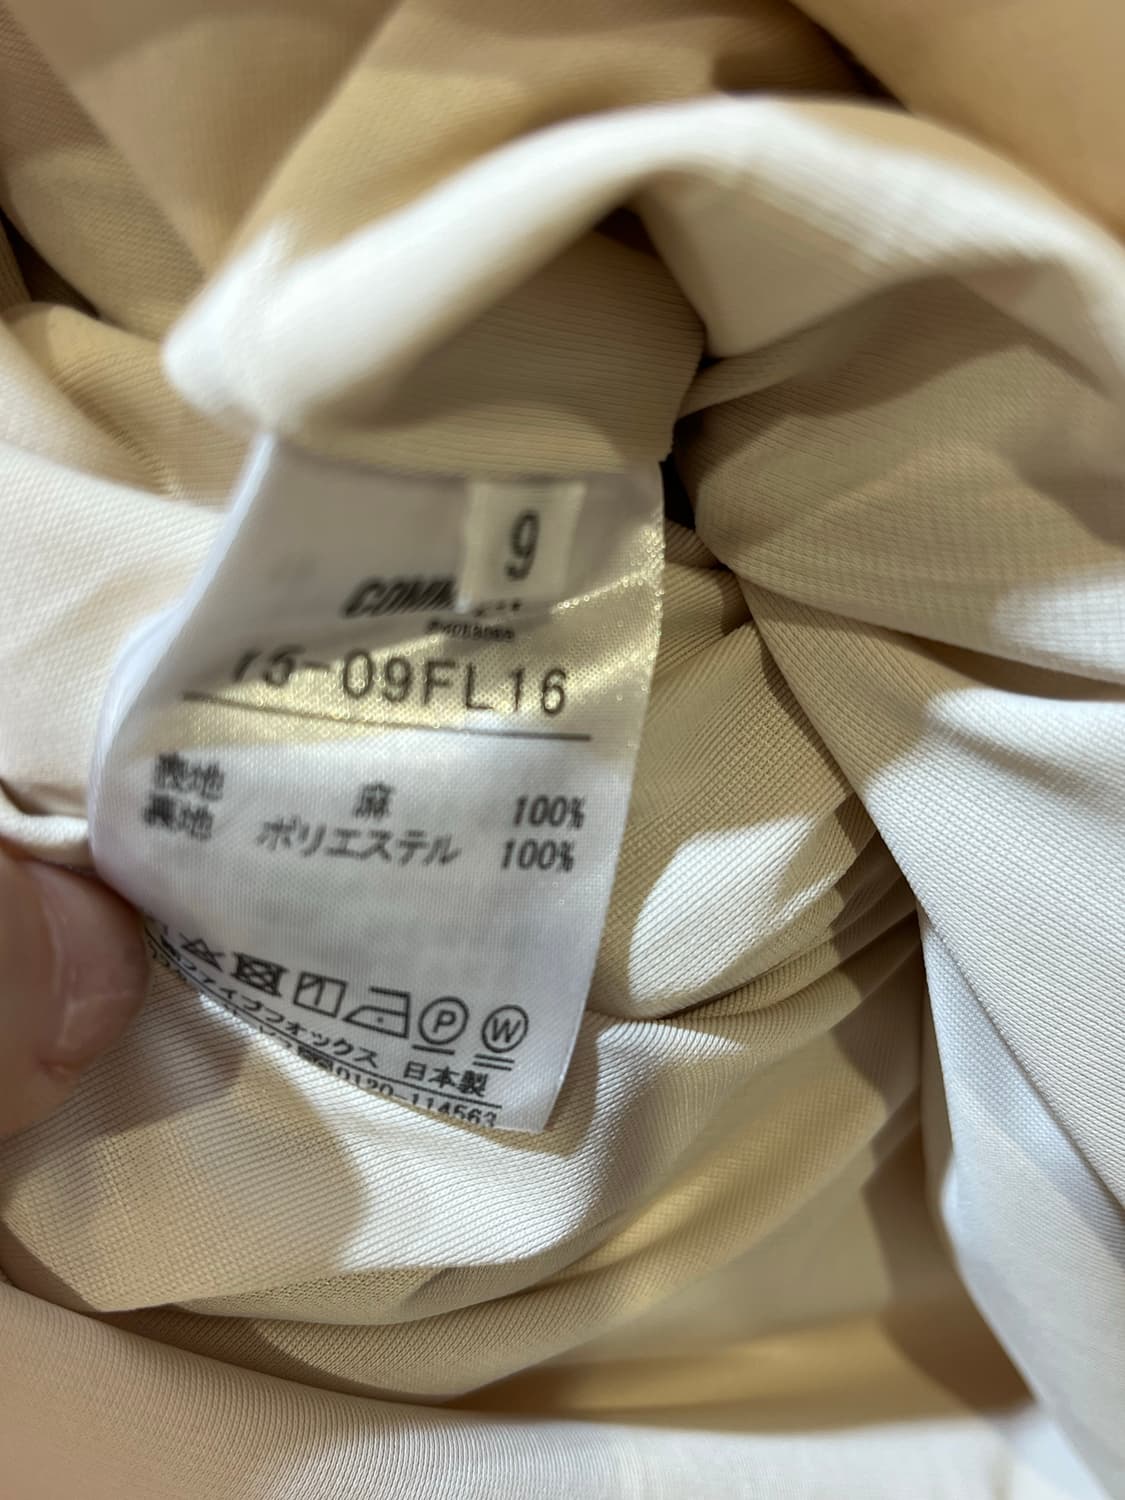 9
15-09FL16
表地 麻 100%
裏地 ポリエステル 100%
P W
ファイブフォックス 日本製
0120-114563